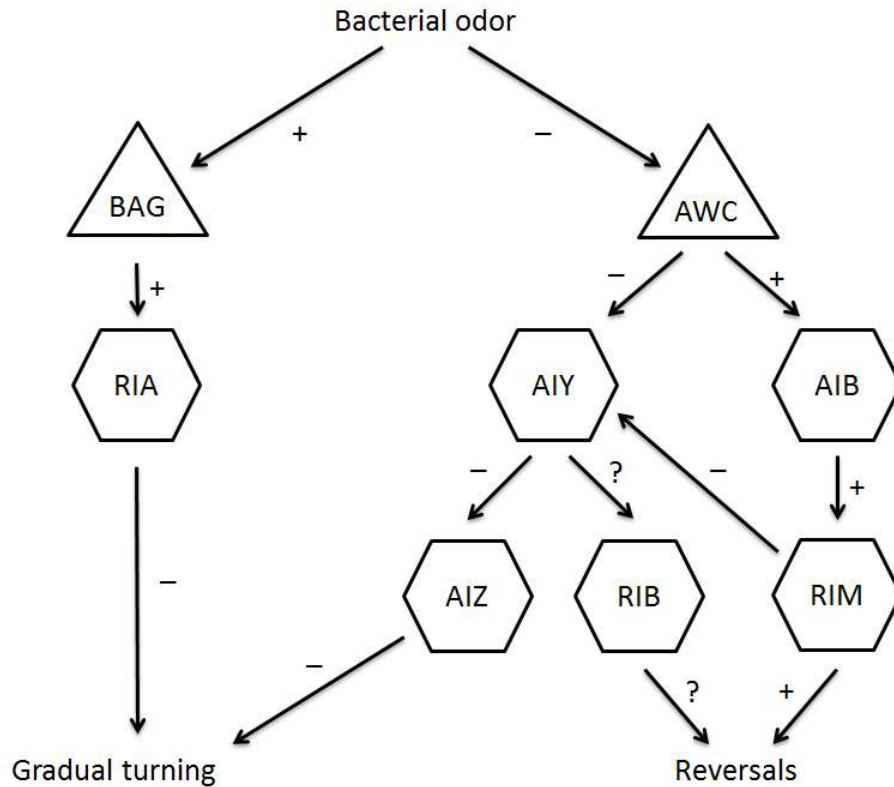 Bacterial odor
+ –
BAG AWC
+ – +
RIA AIY AIB
– ? – +
– AIZ RIB RIM
– ? +
Gradual turning Reversals